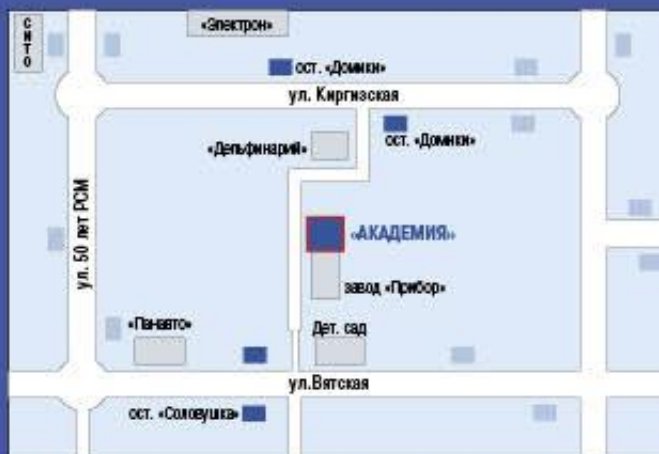 СИТО
«Электрон»
ост. «Домики»
ул. Киргизская
«Дельфинарий»
ост. «Домики»
ул. 50 лет РСМ
«АКАДЕМИЯ»
завод «Прибор»
«Панавто»
Дет. сад
ул.Вятская
ост. «Соловушка»